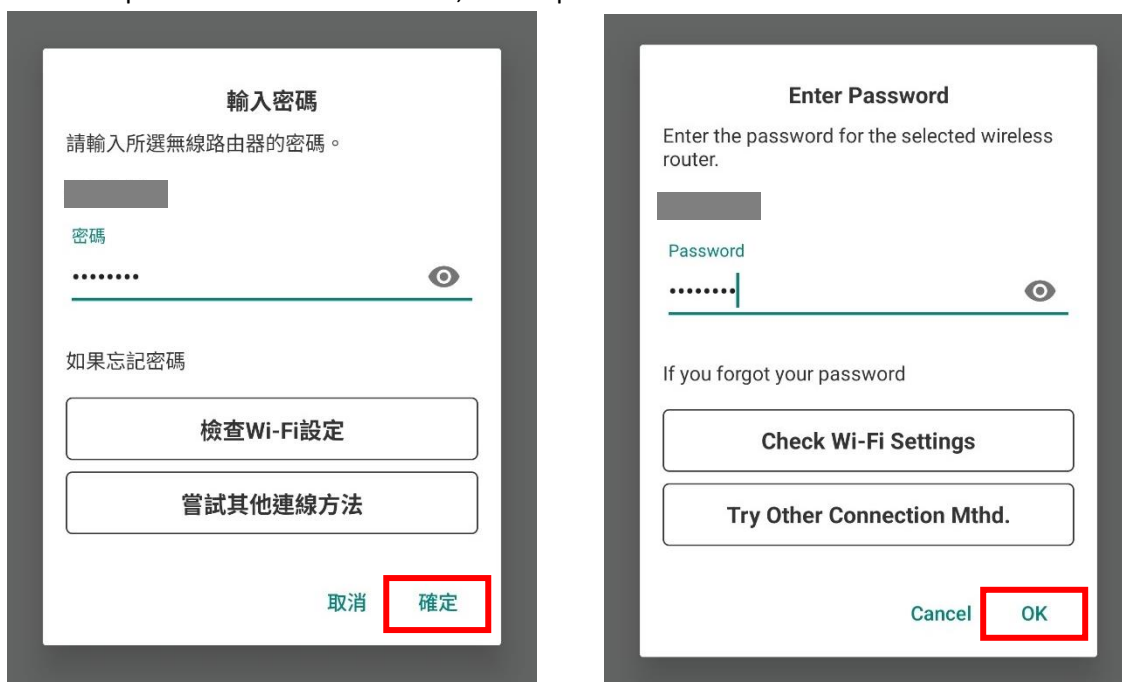 輸入密碼
請輸入所選無線路由器的密碼。
密碼
••••••••
如果忘記密碼
檢查Wi-Fi設定
嘗試其他連線方法
取消 確定
Enter Password
Enter the password for the selected wireless
router.
Password
••••••••
If you forgot your password
Check Wi-Fi Settings
Try Other Connection Mthd.
Cancel OK